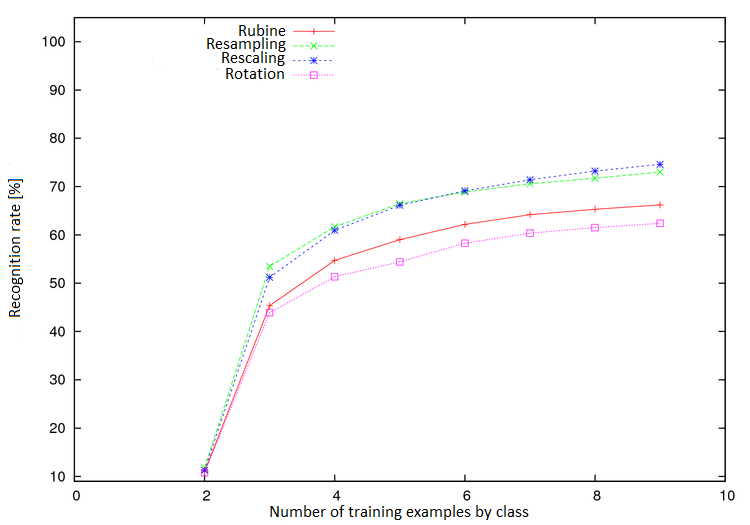 Rubine
Resampling
Rescaling
Rotation
100
90
80
70
60
50
40
30
20
10
Recognition rate [%]
0 2 4 6 8 10
Number of training examples by class